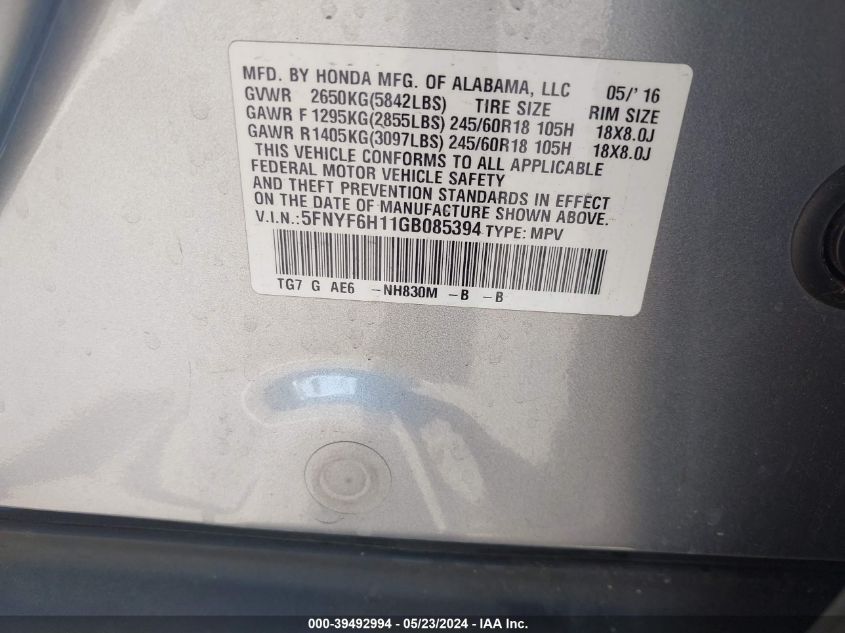 MFD. BY HONDA MFG. OF ALABAMA, LLC 05/' 16
GVWR 2650KG(5842LBS) TIRE SIZE RIM SIZE
GAWR F 1295KG(2855LBS) 245/60R18 105H 18X8.0J
GAWR R1405KG(3097LBS) 245/60R18 105H 18X8.0J
THIS VEHICLE CONFORMS TO ALL APPLICABLE
FEDERAL MOTOR VEHICLE SAFETY
AND THEFT PREVENTION STANDARDS IN EFFECT
ON THE DATE OF MANUFACTURE SHOWN ABOVE.
V.I.N.:5FNYF6H11GB085394 TYPE: MPV
TG7 G AE6 -NH830M -B -B
000-39492994 - 05/23/2024 - IAA Inc.